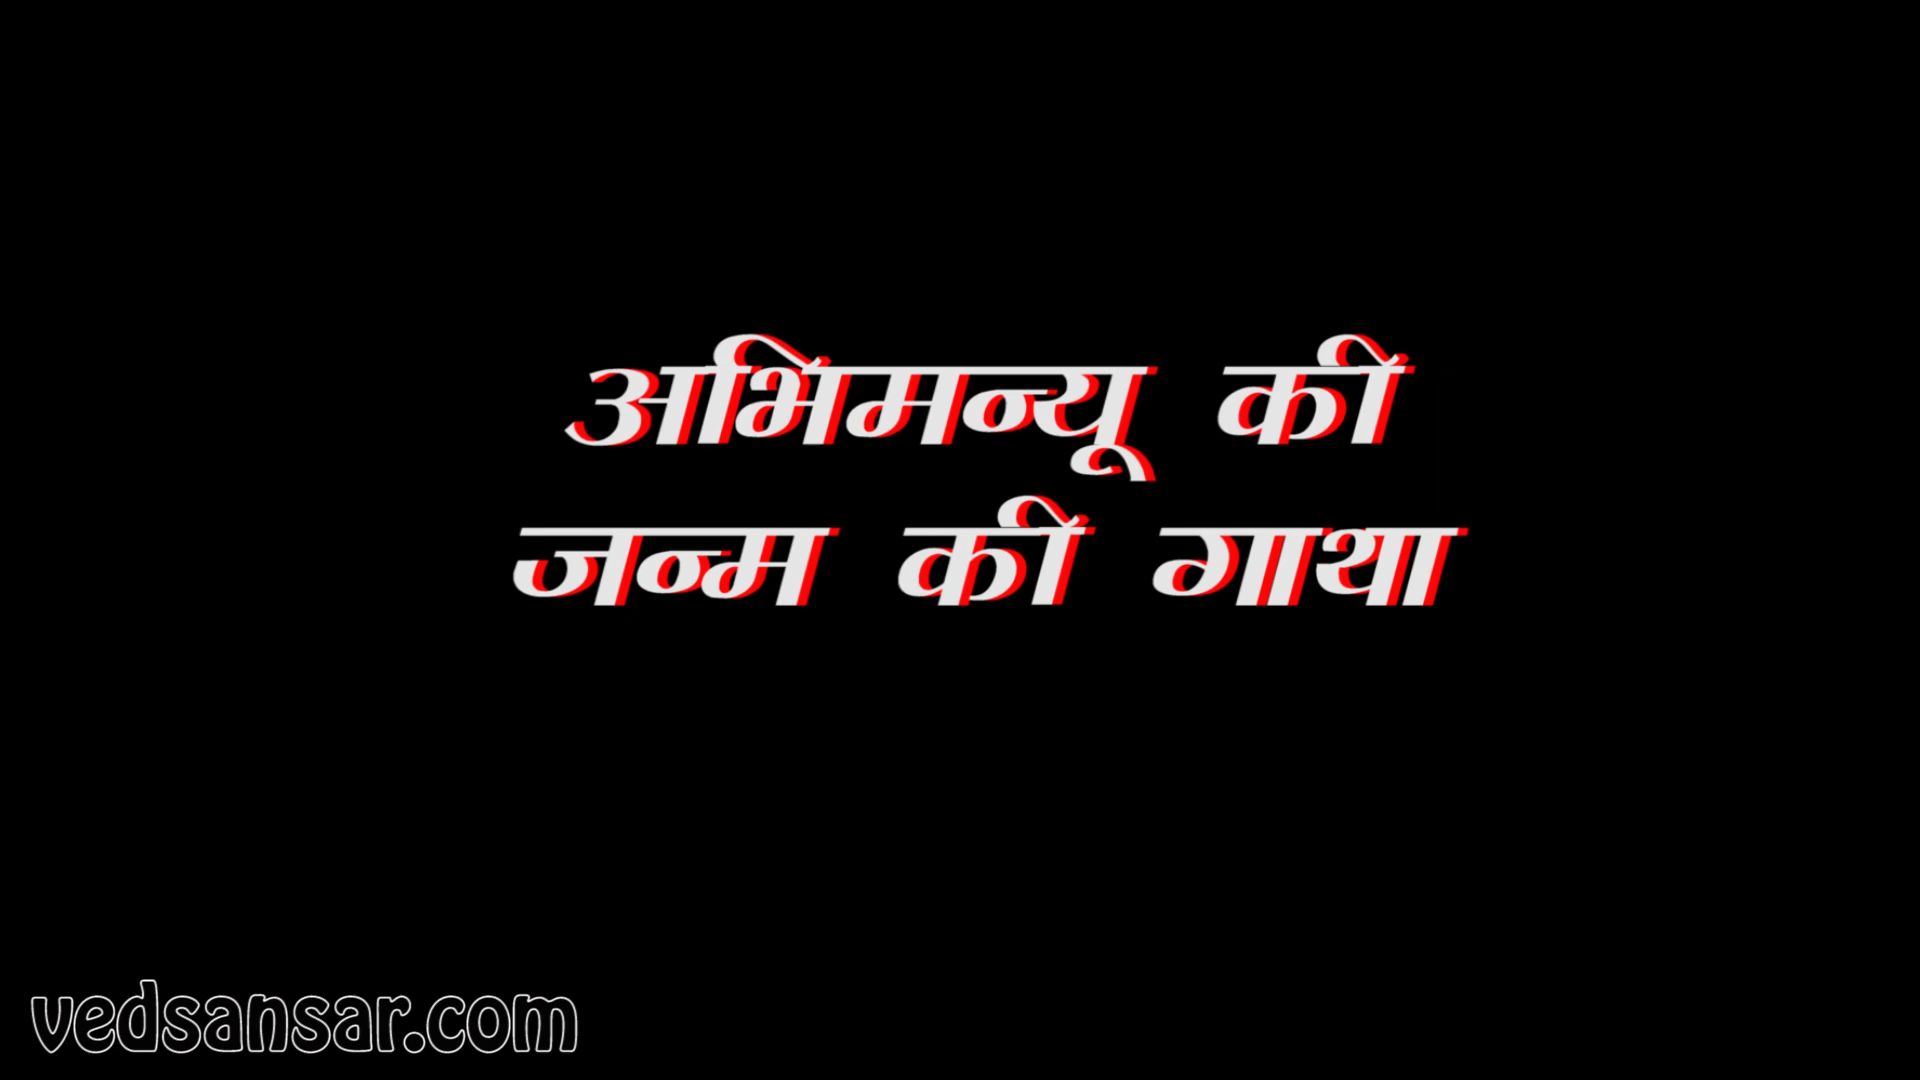 अभिमन्यू की
जन्म की गाथा
vedsansar.com